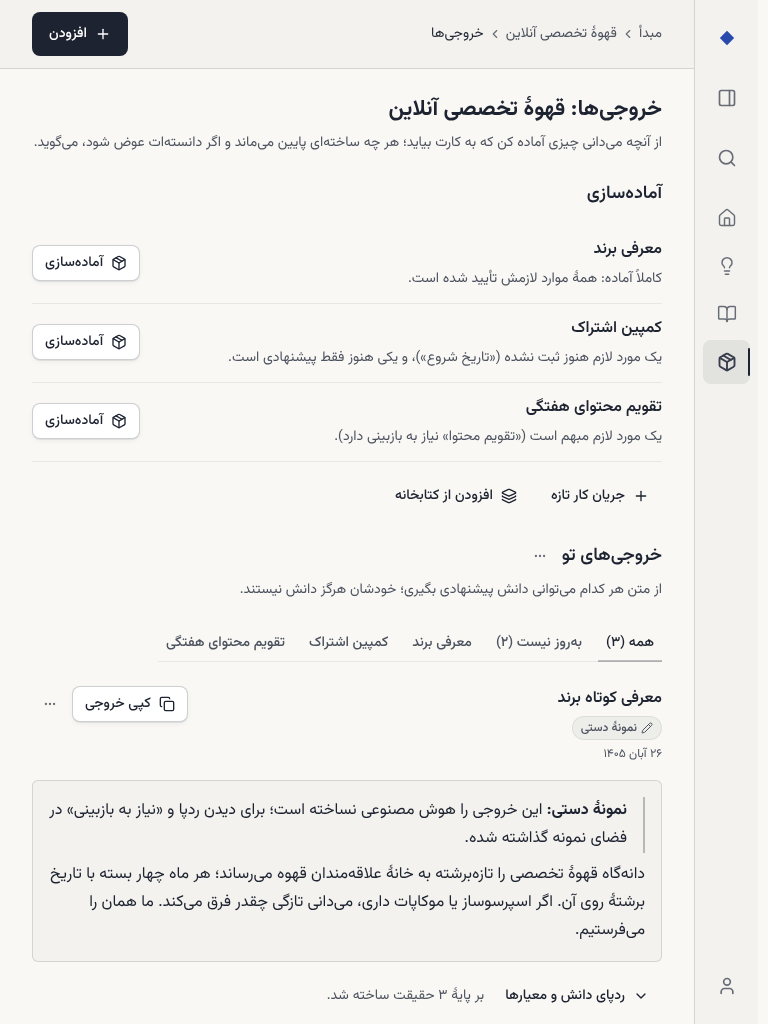 مبدأ › قهوهٔ تخصصی آنلاین › خروجی‌ها
افزودن
خروجی‌ها: قهوهٔ تخصصی آنلاین
از آنچه می‌دانی چیزی آماده کن که به کارت بیاید؛ هر چه ساخته‌ای پایین می‌ماند و اگر دانسته‌ات عوض شود، می‌گوید.
آماده‌سازی
معرفی برند
کاملاً آماده: همهٔ موارد لازمش تأیید شده است.
آماده‌سازی
کمپین اشتراک
یک مورد لازم هنوز ثبت نشده («تاریخ شروع»)، و یکی هنوز فقط پیشنهادی است.
آماده‌سازی
تقویم محتوای هفتگی
یک مورد لازم مبهم است («تقویم محتوا» نیاز به بازبینی دارد).
آماده‌سازی
جریان کار تازه
افزودن از کتابخانه
خروجی‌های تو
از متن هر کدام می‌توانی دانش پیشنهادی بگیری؛ خودشان هرگز دانش نیستند.
همه (۳) به‌روز نیست (۲) معرفی برند کمپین اشتراک تقویم محتوای هفتگی
معرفی کوتاه برند
کپی خروجی
نمونهٔ دستی
۲۶ آبان ۱۴۰۵
نمونهٔ دستی: این خروجی را هوش مصنوعی نساخته است؛ برای دیدن ردپا و «نیاز به بازبینی» در
فضای نمونه گذاشته شده.
دانه‌گاه قهوهٔ تخصصی را تازه‌برشته به خانهٔ علاقه‌مندان قهوه می‌رساند؛ هر ماه چهار بسته با تاریخ
برشتهٔ روی آن. اگر اسپرسوساز یا موکاپات داری، می‌دانی تازگی چقدر فرق می‌کند. ما همان را
می‌فرستیم.
ردپای دانش و معیارها
بر پایهٔ ۳ حقیقت ساخته شد.